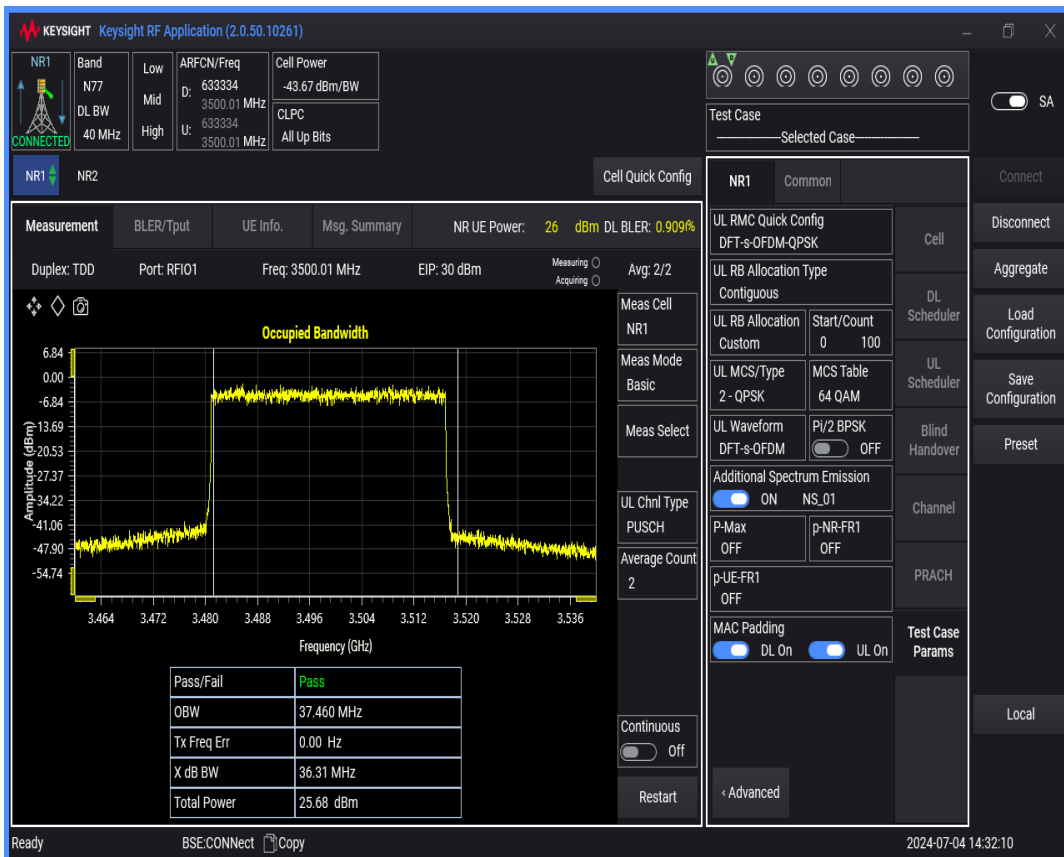 KEYSIGHT Keysight RF Application (2.0.50.10261)
NR1
CONNECTED
Band
N77
DL BW
40 MHz
Low
Mid
High
ARFCN/Freq
D: 633334
3500.01 MHz
U: 633334
3500.01 MHz
Cell Power
-43.67 dBm/BW
CLPC
All Up Bits
Test Case
----------------------Selected Case-------------------
SA
NR1 NR2
Cell Quick Config
NR1 Common
Connect
Disconnect
Aggregate
Load
Configuration
Save
Configuration
Preset
Local
Measurement BLER/Tput UE Info. Msg. Summary NR UE Power: 26 dBm DL BLER: 0.909%
Duplex: TDD Port: RFIO1 Freq: 3500.01 MHz EIP: 30 dBm Measuring Acquiring Avg: 2/2
Occupied Bandwidth
Amplitude (dBm)
6.84
0.00
-6.84
-13.69
-20.53
-27.37
-34.22
-41.06
-47.90
-54.74
3.464 3.472 3.480 3.488 3.496 3.504 3.512 3.520 3.528 3.536
Frequency (GHz)
Pass/Fail Pass
OBW 37.460 MHz
Tx Freq Err 0.00 Hz
X dB BW 36.31 MHz
Total Power 25.68 dBm
Meas Cell
NR1
Meas Mode
Basic
Meas Select
UL Chnl Type
PUSCH
Average Count
2
Continuous
Off
Restart
UL RMC Quick Config
DFT-s-OFDM-QPSK
UL RB Allocation Type
Contiguous
UL RB Allocation
Custom
Start/Count
0 100
UL MCS/Type
2 - QPSK
MCS Table
64 QAM
UL Waveform
DFT-s-OFDM
Pi/2 BPSK
OFF
Additional Spectrum Emission
ON NS_01
P-Max
OFF
p-NR-FR1
OFF
p-UE-FR1
OFF
MAC Padding
DL On UL On
‹ Advanced
Cell
DL
Scheduler
UL
Scheduler
Blind
Handover
Channel
PRACH
Test Case
Params
Ready BSE:CONNect Copy 2024-07-04 14:32:10